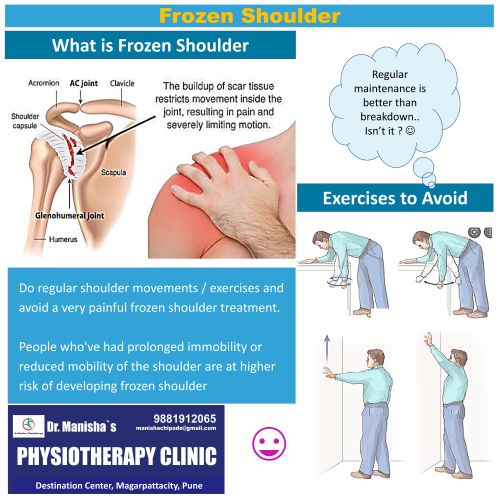 Frozen Shoulder
What is Frozen Shoulder
Acromion
AC joint
Clavicle
Shoulder
capsule
Scapula
Glenohumeral joint
Humerus
The buildup of scar tissue
restricts movement inside the
joint, resulting in pain and
severely limiting motion.
Regular
maintenance is
better than
breakdown..
Isn't it ? ☺
Exercises to Avoid
Do regular shoulder movements / exercises and
avoid a very painful frozen shoulder treatment.
People who've had prolonged immobility or
reduced mobility of the shoulder are at higher
risk of developing frozen shoulder
Dr. Manisha`s
9881912065
manishachipade@gmail.com
PHYSIOTHERAPY CLINIC
Destination Center, Magarpattacity, Pune